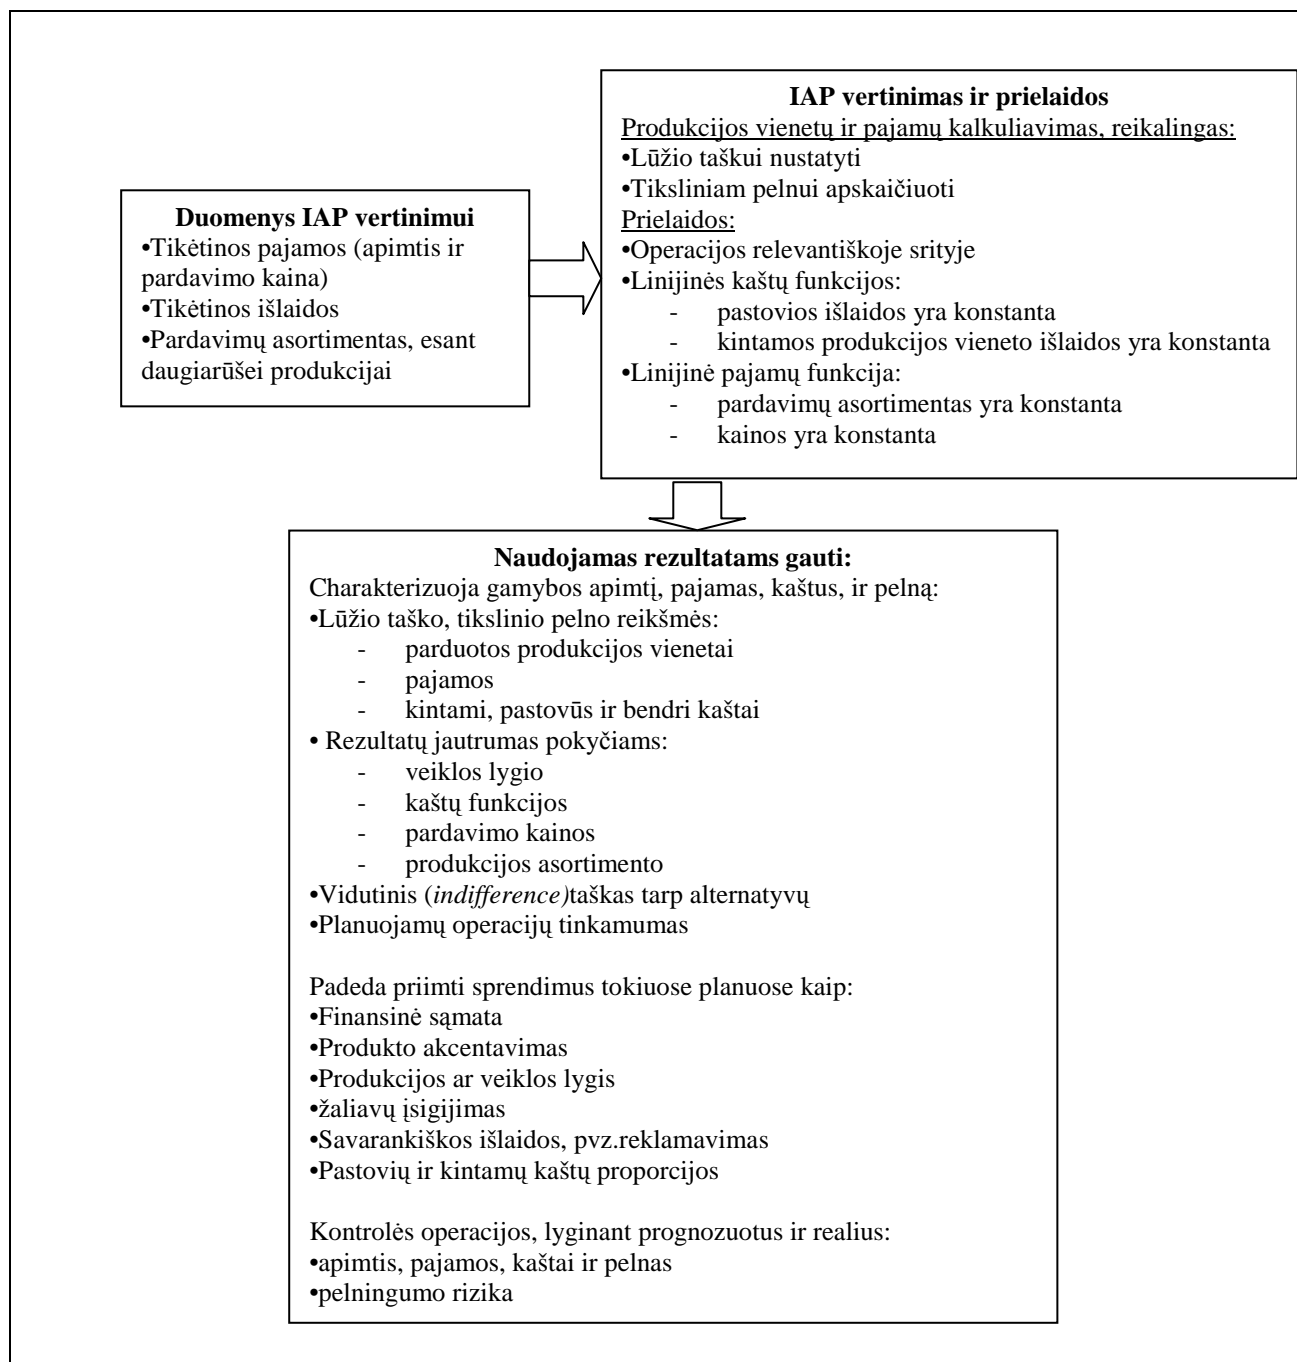 Duomenys IAP vertinimui
•Tikėtinos pajamos (apimtis ir
pardavimo kaina)
•Tikėtinos išlaidos
•Pardavimų asortimentas, esant
daugiarūšei produkcijai
IAP vertinimas ir prielaidos
Produkcijos vienetų ir pajamų kalkuliavimas, reikalingas:
•Lūžio taškui nustatyti
•Tiksliniam pelnui apskaičiuoti
Prielaidos:
•Operacijos relevantiškoje srityje
•Linijinės kaštų funkcijos:
- pastovios išlaidos yra konstanta
- kintamos produkcijos vieneto išlaidos yra konstanta
•Linijinė pajamų funkcija:
- pardavimų asortimentas yra konstanta
- kainos yra konstanta
Naudojamas rezultatams gauti:
Charakterizuoja gamybos apimtį, pajamas, kaštus, ir pelną:
•Lūžio taško, tikslinio pelno reikšmės:
- parduotos produkcijos vienetai
- pajamos
- kintami, pastovūs ir bendri kaštai
• Rezultatų jautrumas pokyčiams:
- veiklos lygio
- kaštų funkcijos
- pardavimo kainos
- produkcijos asortimento
•Vidutinis (indifference)taškas tarp alternatyvų
•Planuojamų operacijų tinkamumas
Padeda priimti sprendimus tokiuose planuose kaip:
•Finansinė sąmata
•Produkto akcentavimas
•Produkcijos ar veiklos lygis
•žaliavų įsigijimas
•Savarankiškos išlaidos, pvz.reklamavimas
•Pastovių ir kintamų kaštų proporcijos
Kontrolės operacijos, lyginant prognozuotus ir realius:
•apimtis, pajamos, kaštai ir pelnas
•pelningumo rizika